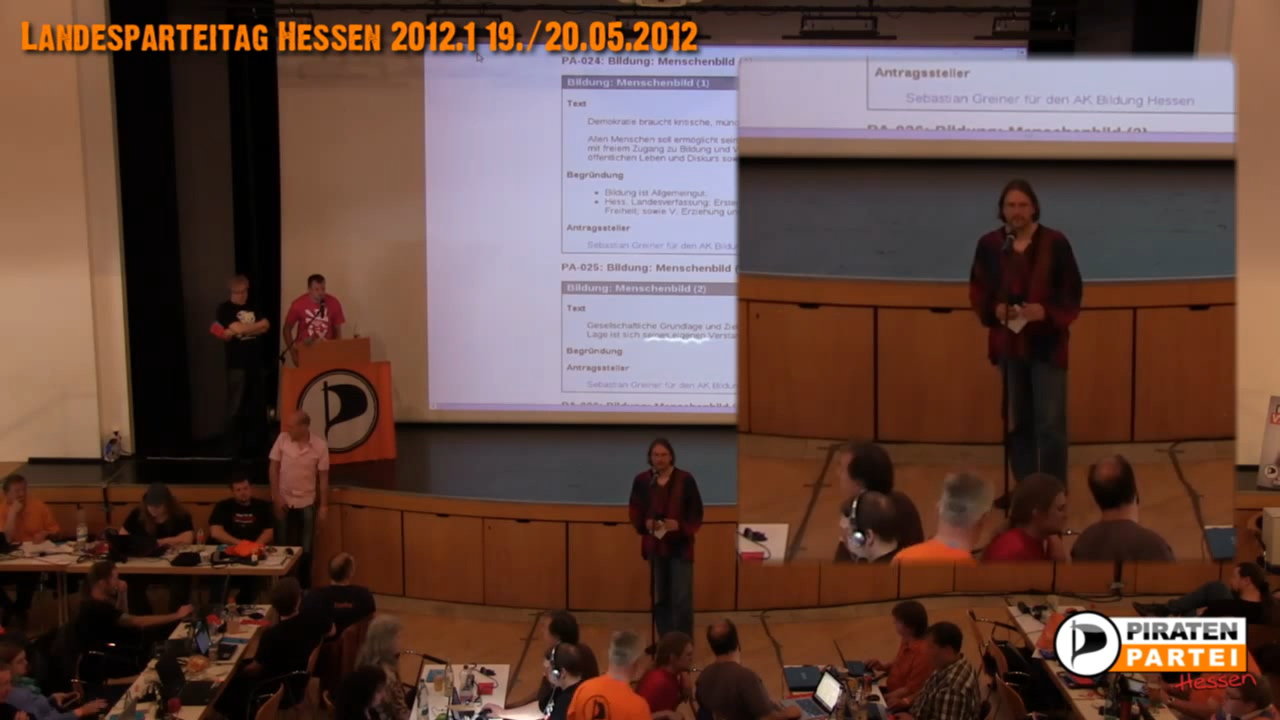 Landesparteitag Hessen 2012.1 19./20.05.2012
PA-024: Bildung: Menschenbild
Bildung: Menschenbild (1)
Text
Demokratie braucht kritische,
Allen Menschen soll ermöglicht
mit freiem Zugang zu Bildung und
öffentlichen Leben und Diskurs
Begründung
Bildung ist Allgemeingut.
Hess. Landesverfassung:
Freiheit; sowie V. Erziehung
Antragssteller
Sebastian Greiner für den AK
PA-025: Bildung: Menschenbild
Bildung: Menschenbild (2)
Text
Gesellschaftliche Grundlage und
Lage ist sich seines eigenen
Begründung
Antragssteller
Sebastian Greiner für den AK
Antragssteller
Sebastian Greiner für den AK Bildung Hessen
PIRATEN
PARTEI
Hessen